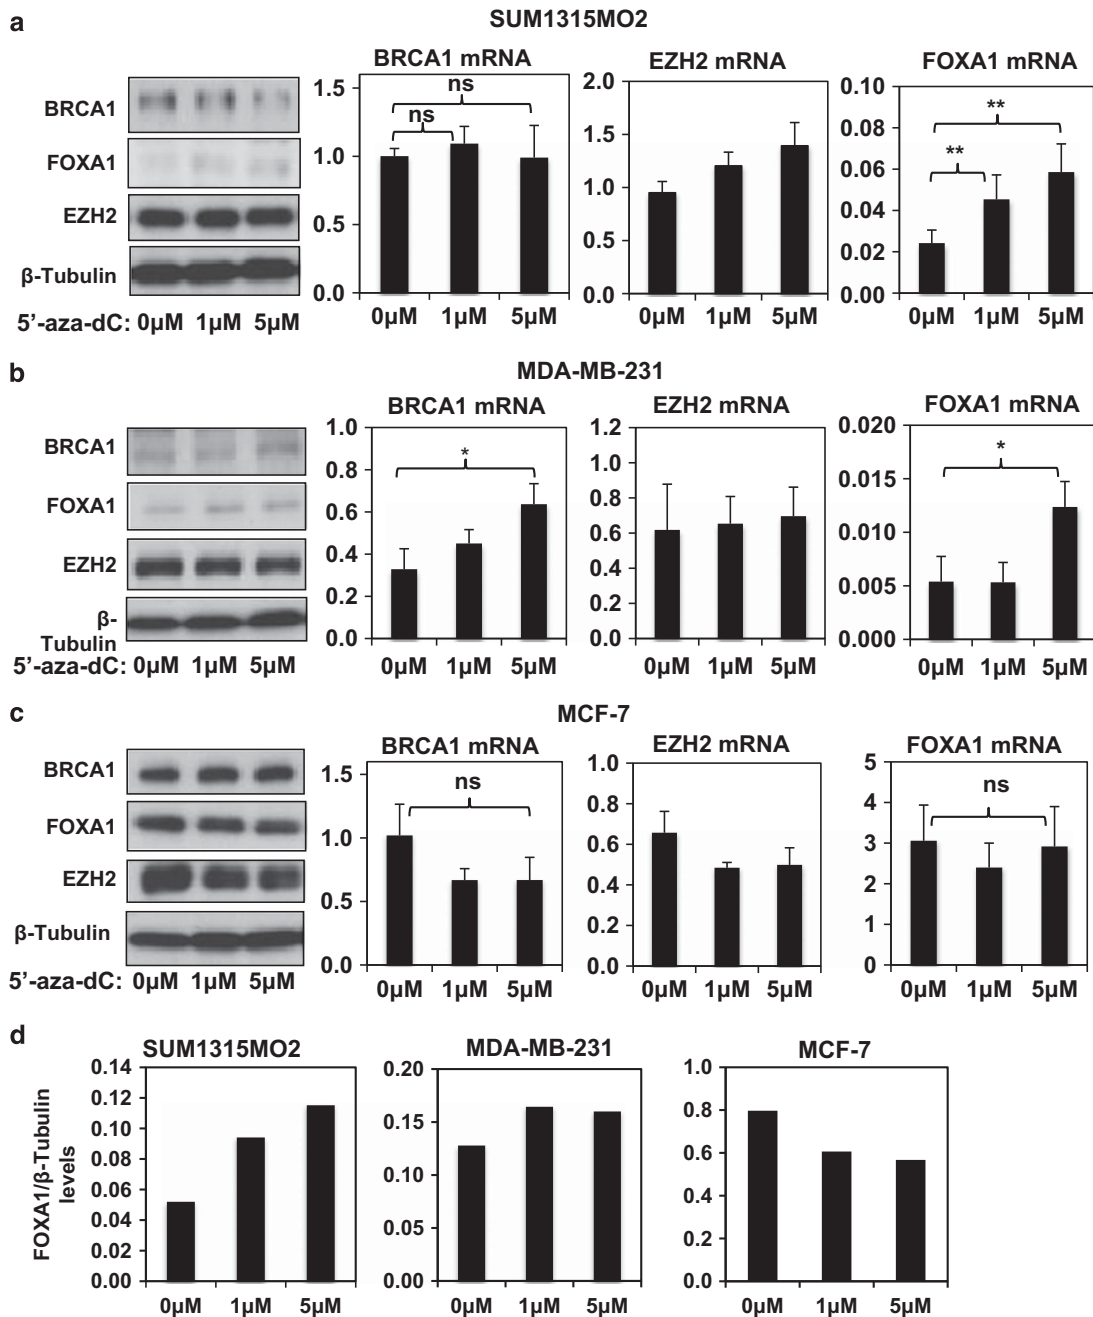 a
SUM1315MO2
BRCA1
FOXA1
EZH2
β-Tubulin
5'-aza-dC: 0μM 1μM 5μM
BRCA1 mRNA
1.5
1.0
0.5
0.0
ns
ns
0μM 1μM 5μM
EZH2 mRNA
2.0
1.5
1.0
0.5
0.0
0μM 1μM 5μM
FOXA1 mRNA
0.10
0.08
0.06
0.04
0.02
0.00
**
**
0μM 1μM 5μM
b
MDA-MB-231
BRCA1
FOXA1
EZH2
β-
Tubulin
5'-aza-dC: 0μM 1μM 5μM
BRCA1 mRNA
1.0
0.8
0.6
0.4
0.2
0.0
*
0μM 1μM 5μM
EZH2 mRNA
1.2
1.0
0.8
0.6
0.4
0.2
0.0
0μM 1μM 5μM
FOXA1 mRNA
0.020
0.015
0.010
0.005
0.000
*
0μM 1μM 5μM
c
MCF-7
BRCA1
FOXA1
EZH2
β-Tubulin
5'-aza-dC: 0μM 1μM 5μM
BRCA1 mRNA
1.5
1.0
0.5
0.0
ns
0μM 1μM 5μM
EZH2 mRNA
1.0
0.8
0.6
0.4
0.2
0.0
0μM 1μM 5μM
FOXA1 mRNA
5
4
3
2
1
0
ns
0μM 1μM 5μM
d
FOXA1/β-Tubulin
levels
SUM1315MO2
0.14
0.12
0.10
0.08
0.06
0.04
0.02
0.00
0μM 1μM 5μM
MDA-MB-231
0.20
0.15
0.10
0.05
0.00
0μM 1μM 5μM
MCF-7
1.0
0.8
0.6
0.4
0.2
0.0
0μM 1μM 5μM